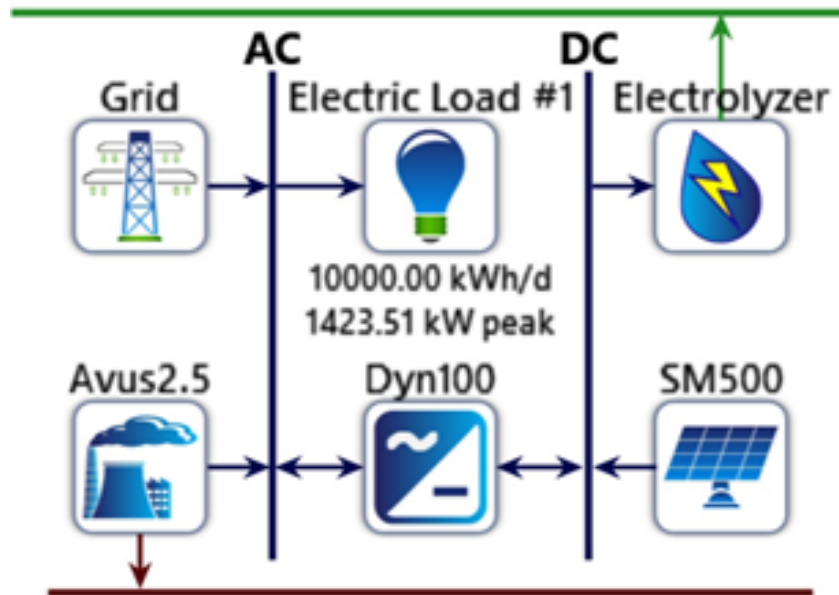 AC
DC
Grid
Electric Load #1
Electrolyzer
10000.00 kWh/d
1423.51 kW peak
Avus2.5
Dyn100
SM500